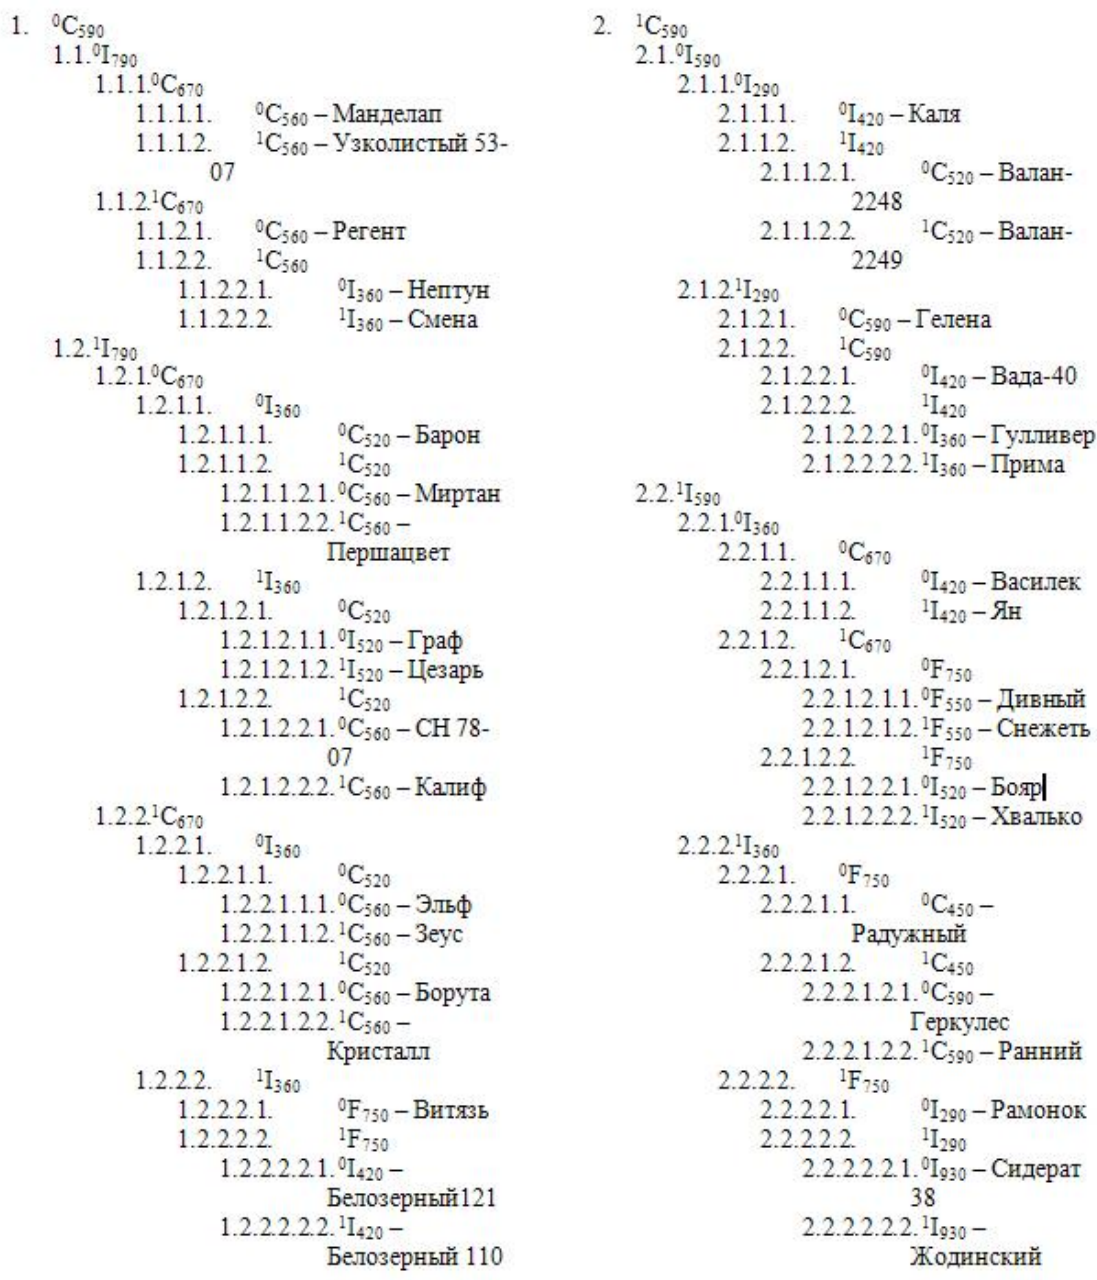 1. ⁰C₅₉₀
1.1.⁰I₇₉₀
1.1.1.⁰C₆₇₀
1.1.1.1. ⁰C₅₆₀ – Манделап
1.1.1.2. ¹C₅₆₀ – Узколистый 53-
07
1.1.2.¹C₆₇₀
1.1.2.1. ⁰C₅₆₀ – Регент
1.1.2.2. ¹C₅₆₀
1.1.2.2.1. ⁰I₃₆₀ – Нептун
1.1.2.2.2. ¹I₃₆₀ – Смена
1.2.¹I₇₉₀
1.2.1.⁰C₆₇₀
1.2.1.1. ⁰I₃₆₀
1.2.1.1.1. ⁰C₅₂₀ – Барон
1.2.1.1.2. ¹C₅₂₀
1.2.1.1.2.1.⁰C₅₆₀ – Миртан
1.2.1.1.2.2.¹C₅₆₀ –
Першацвет
1.2.1.2. ¹I₃₆₀
1.2.1.2.1. ⁰C₅₂₀
1.2.1.2.1.1.⁰I₅₂₀ – Граф
1.2.1.2.1.2.¹I₅₂₀ – Цезарь
1.2.1.2.2. ¹C₅₂₀
1.2.1.2.2.1.⁰C₅₆₀ – СН 78-
07
1.2.1.2.2.2.¹C₅₆₀ – Калиф
1.2.2.¹C₆₇₀
1.2.2.1. ⁰I₃₆₀
1.2.2.1.1. ⁰C₅₂₀
1.2.2.1.1.1.⁰C₅₆₀ – Эльф
1.2.2.1.1.2.¹C₅₆₀ – Зеус
1.2.2.1.2. ¹C₅₂₀
1.2.2.1.2.1.⁰C₅₆₀ – Борута
1.2.2.1.2.2.¹C₅₆₀ –
Кристалл
1.2.2.2. ¹I₃₆₀
1.2.2.2.1. ⁰F₇₅₀ – Витязь
1.2.2.2.2. ¹F₇₅₀
1.2.2.2.2.1.⁰I₄₂₀ –
Белозерный121
1.2.2.2.2.2.¹I₄₂₀ –
Белозерный 110
2. ¹C₅₉₀
2.1.⁰I₅₉₀
2.1.1.⁰I₂₉₀
2.1.1.1. ⁰I₄₂₀ – Каля
2.1.1.2. ¹I₄₂₀
2.1.1.2.1. ⁰C₅₂₀ – Валан-
2248
2.1.1.2.2. ¹C₅₂₀ – Валан-
2249
2.1.2.¹I₂₉₀
2.1.2.1. ⁰C₅₉₀ – Гелена
2.1.2.2. ¹C₅₉₀
2.1.2.2.1. ⁰I₄₂₀ – Вада-40
2.1.2.2.2. ¹I₄₂₀
2.1.2.2.2.1.⁰I₃₆₀ – Гулливер
2.1.2.2.2.2.¹I₃₆₀ – Прима
2.2.¹I₅₉₀
2.2.1.⁰I₃₆₀
2.2.1.1. ⁰C₆₇₀
2.2.1.1.1. ⁰I₄₂₀ – Василек
2.2.1.1.2. ¹I₄₂₀ – Ян
2.2.1.2. ¹C₆₇₀
2.2.1.2.1. ⁰F₇₅₀
2.2.1.2.1.1.⁰F₅₅₀ – Дивный
2.2.1.2.1.2.¹F₅₅₀ – Снежеть
2.2.1.2.2. ¹F₇₅₀
2.2.1.2.2.1.⁰I₅₂₀ – Бояр
2.2.1.2.2.2.¹I₅₂₀ – Хвалько
2.2.2.¹I₃₆₀
2.2.2.1. ⁰F₇₅₀
2.2.2.1.1. ⁰C₄₅₀ –
Радужный
2.2.2.1.2. ¹C₄₅₀
2.2.2.1.2.1.⁰C₅₉₀ –
Геркулес
2.2.2.1.2.2.¹C₅₉₀ – Ранний
2.2.2.2. ¹F₇₅₀
2.2.2.2.1. ⁰I₂₉₀ – Рамонок
2.2.2.2.2. ¹I₂₉₀
2.2.2.2.2.1.⁰I₉₃₀ – Сидерат
38
2.2.2.2.2.2.¹I₉₃₀ –
Жодинский